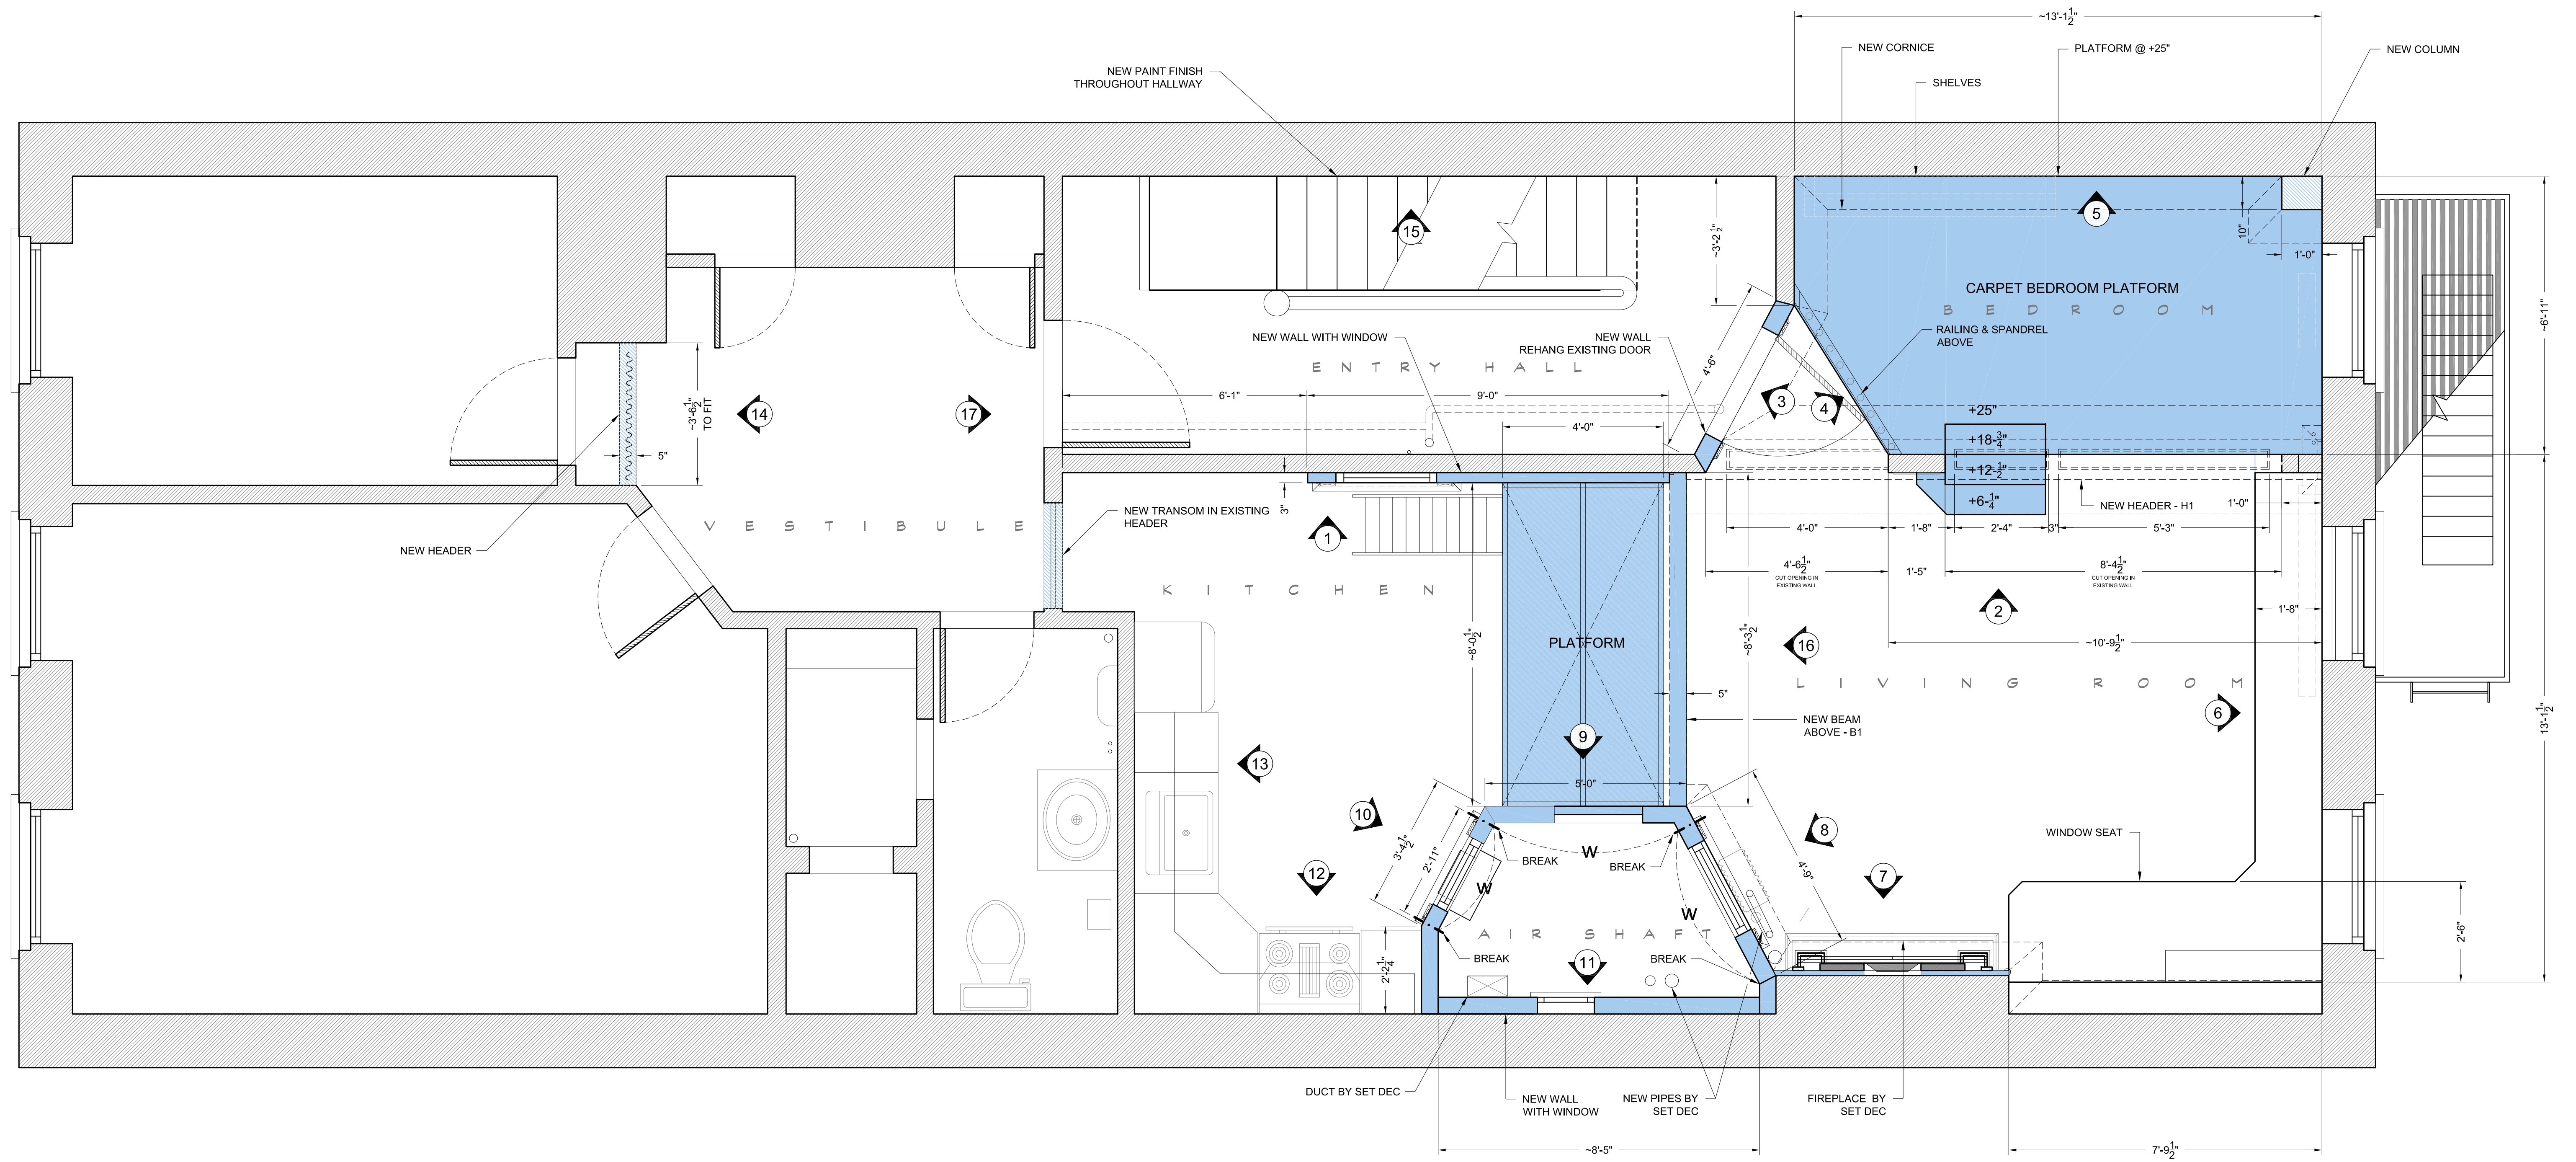 ~13'-1 1/2"
NEW CORNICE
PLATFORM @ +25"
NEW COLUMN
NEW PAINT FINISH
THROUGHOUT HALLWAY
SHELVES
5
15
~3'-2 1/2"
10"
1'-0"
CARPET BEDROOM PLATFORM
BEDROOM
~6'-11"
RAILING & SPANDREL
ABOVE
NEW WALL WITH WINDOW
NEW WALL
REHANG EXISTING DOOR
ENTRY HALL
4'-6"
6'-1"
9'-0"
3
4
14
17
~3'-6 1/2"
TO FIT
4'-0"
+25"
+18-3/4"
5"
+12-1/2"
+6-1/4"
NEW HEADER - H1
1'-0"
3"
NEW TRANSOM IN EXISTING
HEADER
VESTIBULE
NEW HEADER
1
4'-0"
1'-8"
2'-4"
3"
5'-3"
4'-6 1/2"
CUT OPENING IN
EXISTING WALL
1'-5"
8'-4 1/2"
CUT OPENING IN
EXISTING WALL
KITCHEN
2
1'-8"
~8'-0 1/2"
PLATFORM
~8'-3 1/2"
16
~10'-9 1/2"
LIVING ROOM
5"
6
13'-1 1/2"
NEW BEAM
ABOVE - B1
9
13
5'-0"
10
8
WINDOW SEAT
3'-4 1/2"
2'-11"
BREAK
W
BREAK
4'-9"
12
7
W
W
AIR SHAFT
2'-6"
BREAK
11
BREAK
2'-2 1/4"
DUCT BY SET DEC
NEW WALL
WITH WINDOW
NEW PIPES BY
SET DEC
FIREPLACE BY
SET DEC
~8'-5"
7'-9 1/2"